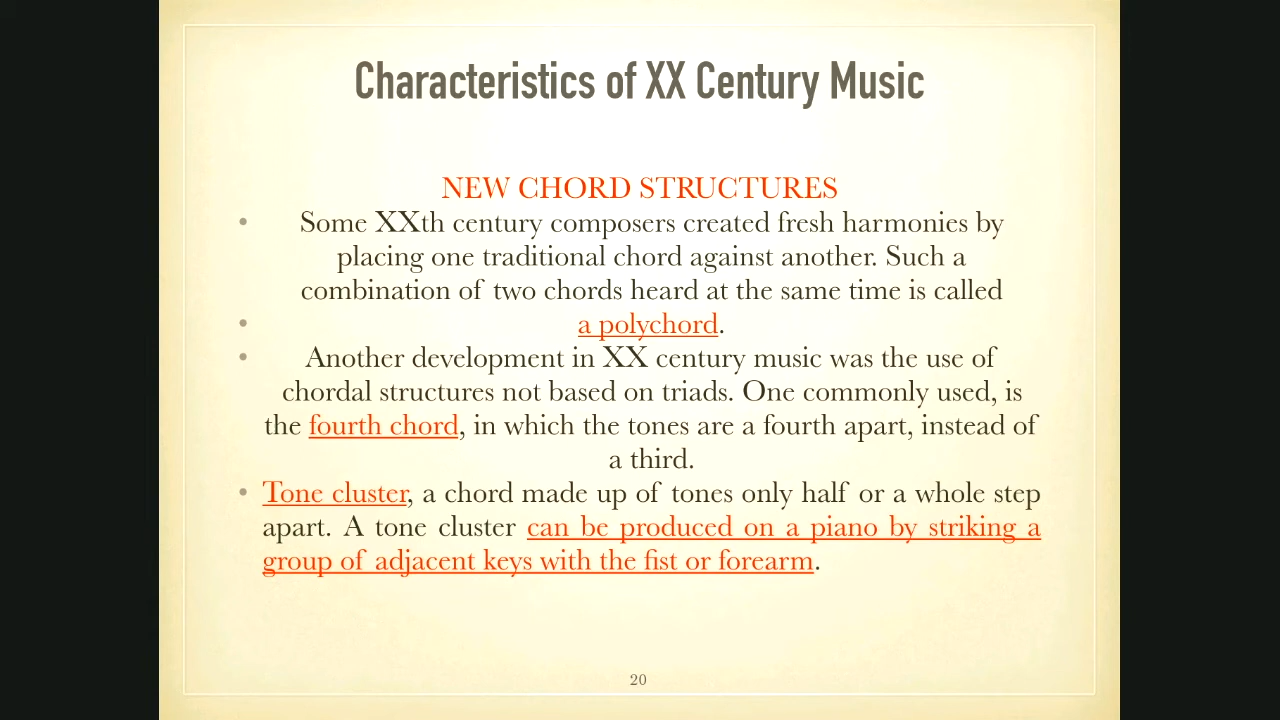 Characteristics of XX Century Music
NEW CHORD STRUCTURES
• Some XXth century composers created fresh harmonies by
placing one traditional chord against another. Such a
combination of two chords heard at the same time is called
• a polychord.
• Another development in XX century music was the use of
chordal structures not based on triads. One commonly used, is
the fourth chord, in which the tones are a fourth apart, instead of
a third.
• Tone cluster, a chord made up of tones only half or a whole step
apart. A tone cluster can be produced on a piano by striking a
group of adjacent keys with the fist or forearm.
20